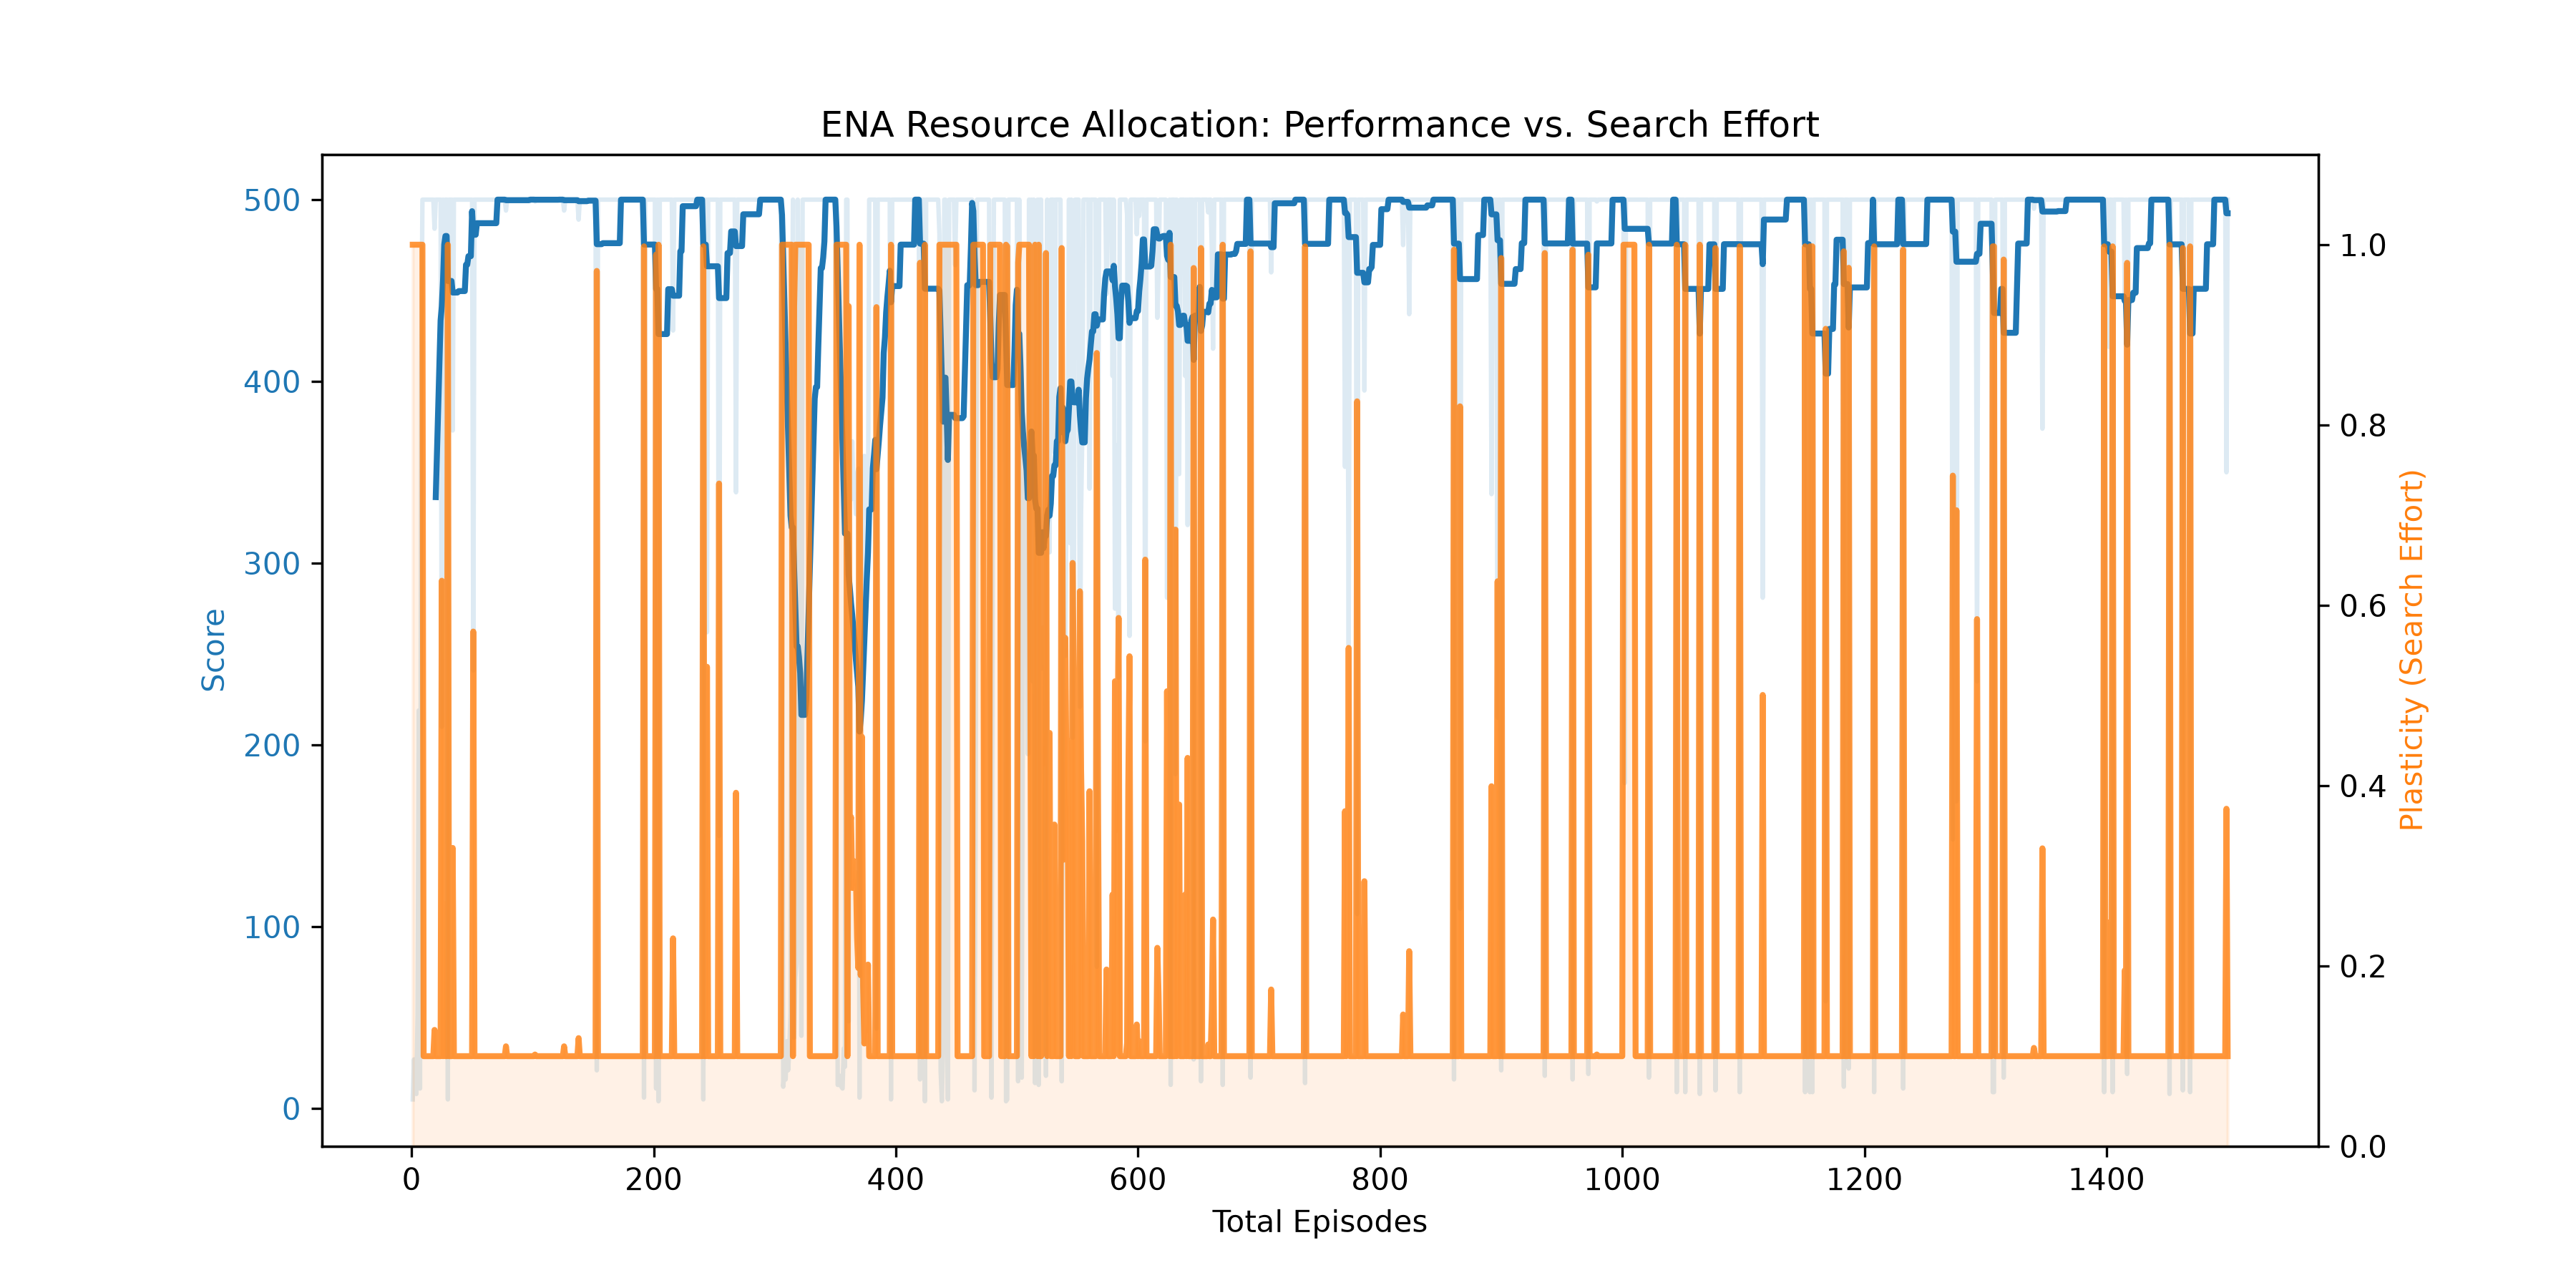 ENA Resource Allocation: Performance vs. Search Effort
500
400
300
200
100
0
Score
1.0
0.8
0.6
0.4
0.2
0.0
Plasticity (Search Effort)
0 200 400 600 800 1000 1200 1400
Total Episodes